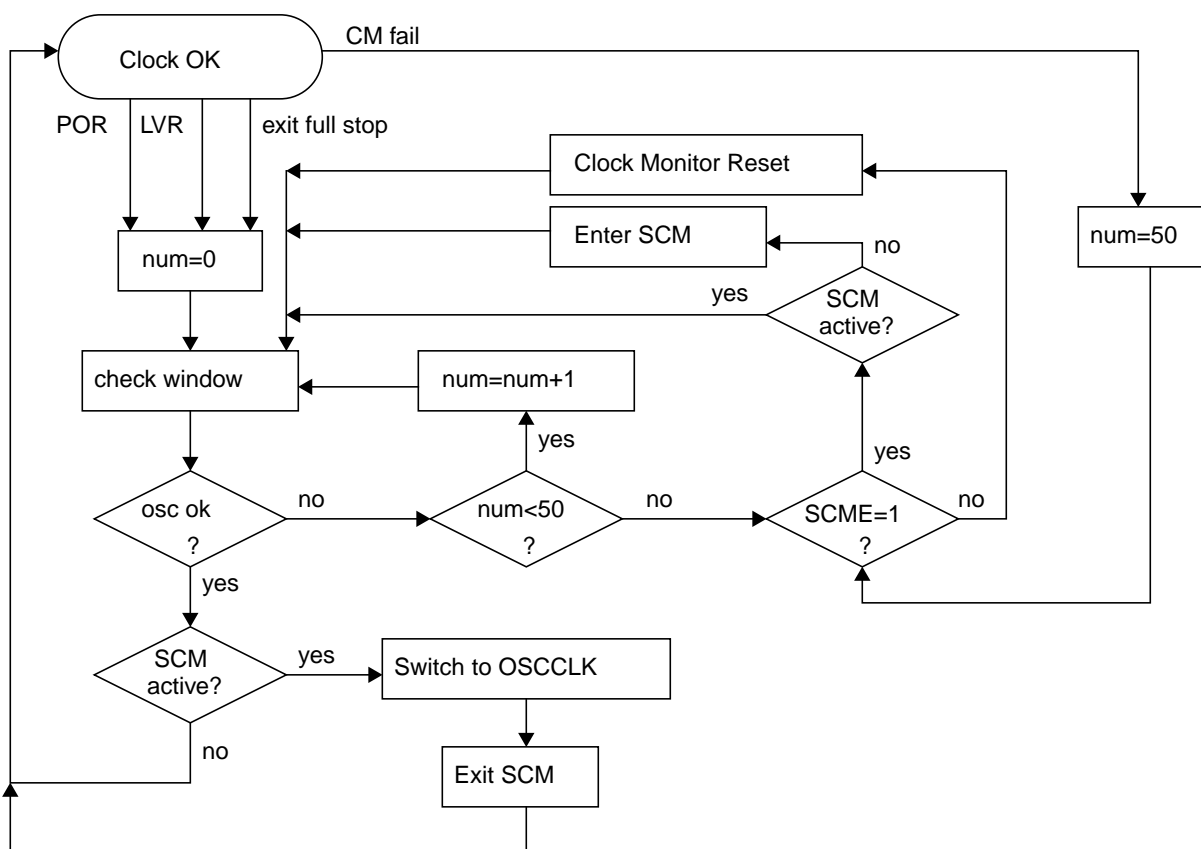 CM fail
Clock OK
POR
LVR
exit full stop
Clock Monitor Reset
Enter SCM
no
num=50
num=0
yes
SCM
active?
check window
num=num+1
yes
yes
osc ok
?
no
num<50
?
no
SCME=1
?
no
yes
SCM
active?
yes
Switch to OSCCLK
no
Exit SCM